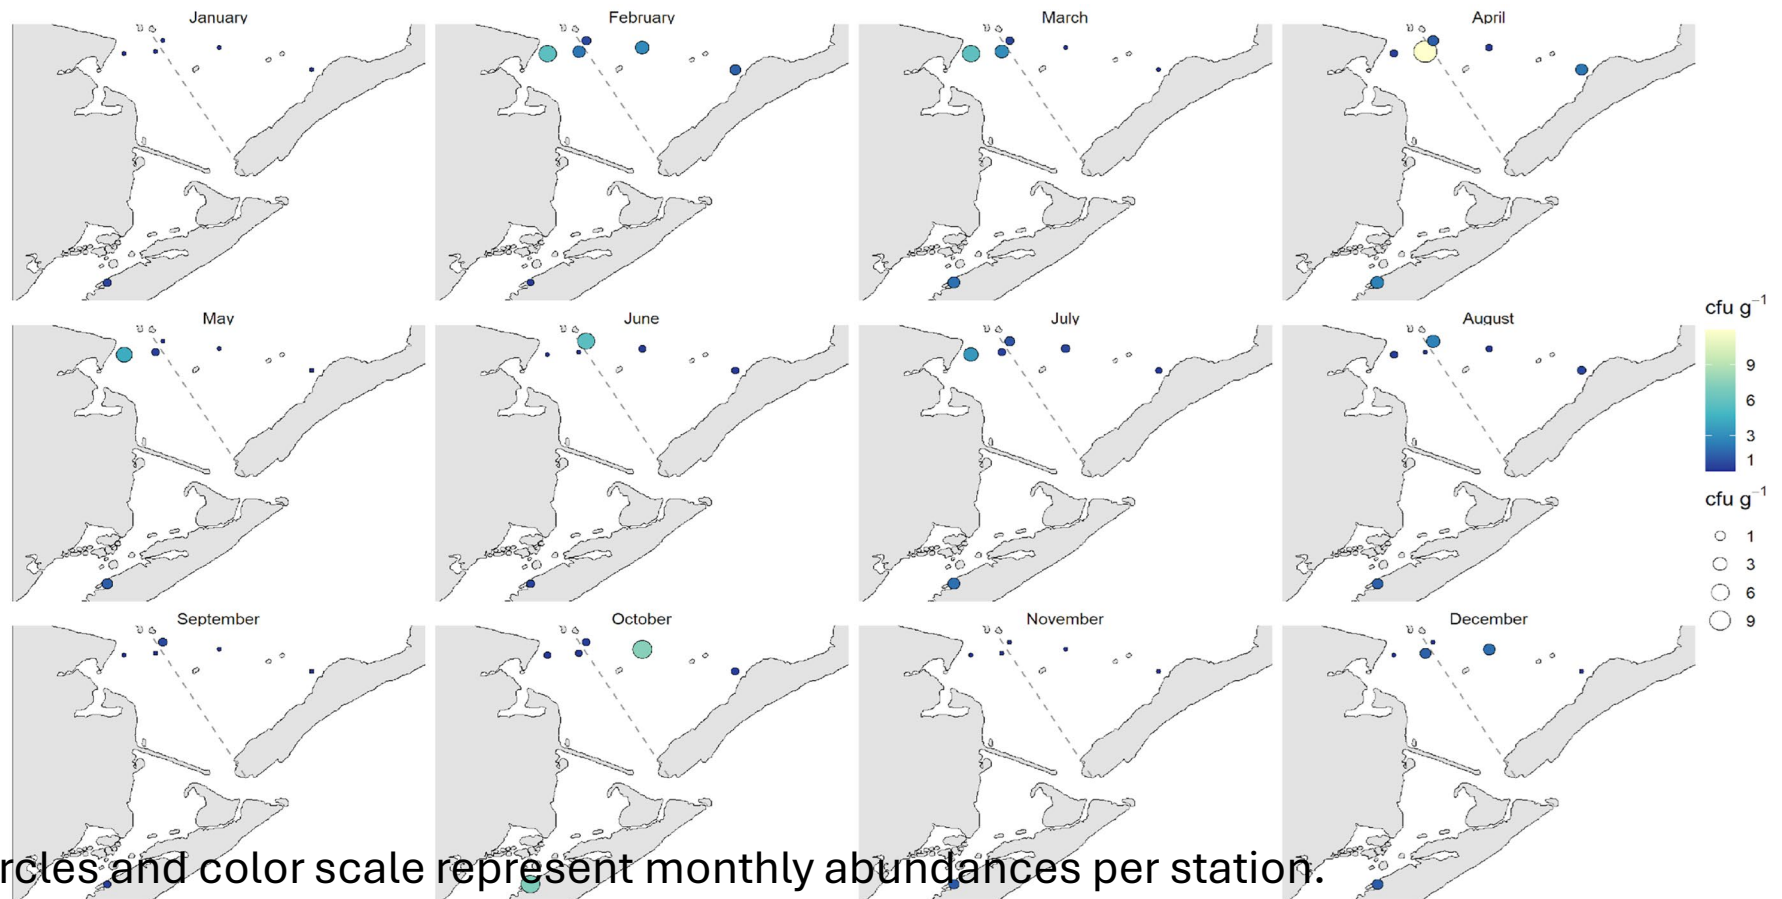 January
February
March
April
May
June
July
August
September
October
November
December
cfu g⁻¹
9
6
3
1
cfu g⁻¹
1
3
6
9
rcles and color scale represent monthly abundances per station.